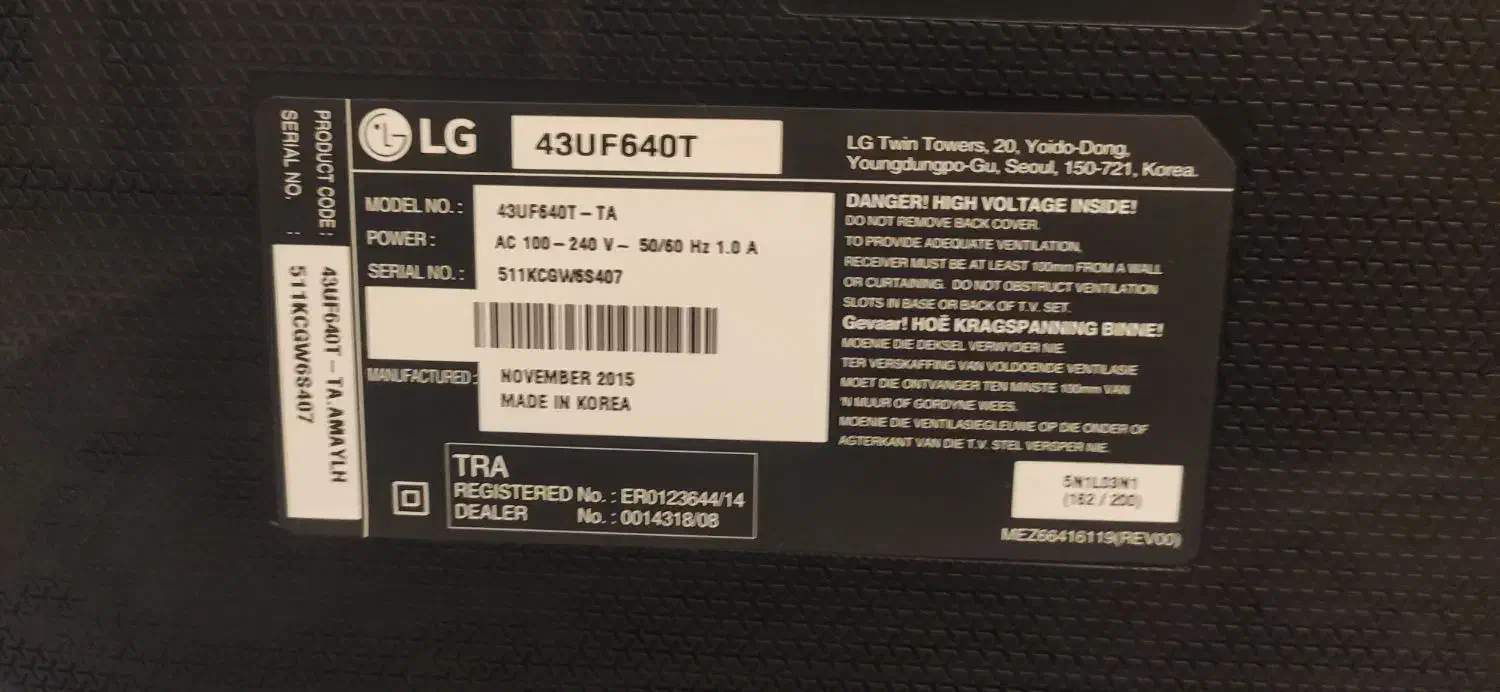 PRODUCT CODE : 43UF640T-TA.AMAYLH
SERIAL NO. : 511KCGW6S407
LG
43UF640T
LG Twin Towers, 20, Yoido-Dong,
Youngdungpo-Gu, Seoul, 150-721, Korea.
MODEL NO. : 43UF640T-TA
POWER : AC 100-240 V~ 50/60 Hz 1.0 A
SERIAL NO. : 511KCGW6S407
MANUFACTURED : NOVEMBER 2015
MADE IN KOREA
TRA
REGISTERED No. : ER0123644/14
DEALER No. : 0014318/08
DANGER! HIGH VOLTAGE INSIDE!
DO NOT REMOVE BACK COVER.
TO PROVIDE ADEQUATE VENTILATION,
RECEIVER MUST BE AT LEAST 100mm FROM A WALL
OR CURTAINING. DO NOT OBSTRUCT VENTILATION
SLOTS IN BASE OR BACK OF T.V. SET.
Gevaar! HOË KRAGSPANNING BINNE!
MOENIE DIE DEKSEL VERWYDER NIE.
TER VERSKAFFING VAN VOLDOENDE VENTILASIE
MOET DIE ONTVANGER TEN MINSTE 100mm VAN
'N MUUR OF GORDYNE WEES.
MOENIE DIE VENTILASIEGLEUWE OP DIE ONDER OF
AGTERKANT VAN DIE T.V. STEL VERSPER NIE.
5N1L03N1
(162 / 200)
MEZ66416119(REV00)